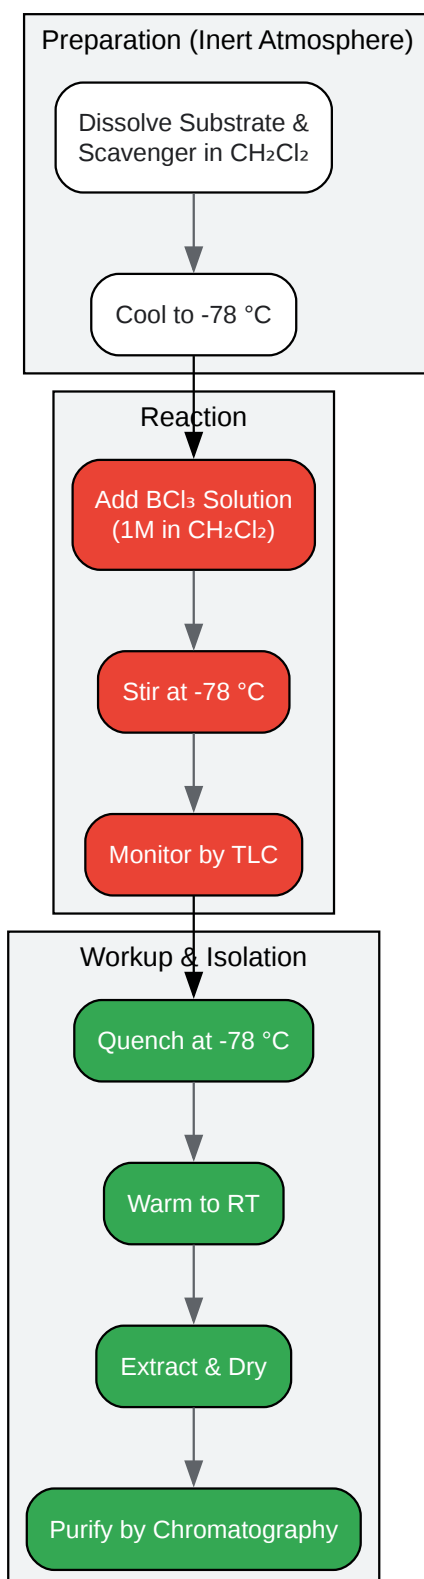 Preparation (Inert Atmosphere)
Dissolve Substrate &
Scavenger in CH₂Cl₂
Cool to -78 °C
Reaction
Add BCl₃ Solution
(1M in CH₂Cl₂)
Stir at -78 °C
Monitor by TLC
Workup & Isolation
Quench at -78 °C
Warm to RT
Extract & Dry
Purify by Chromatography